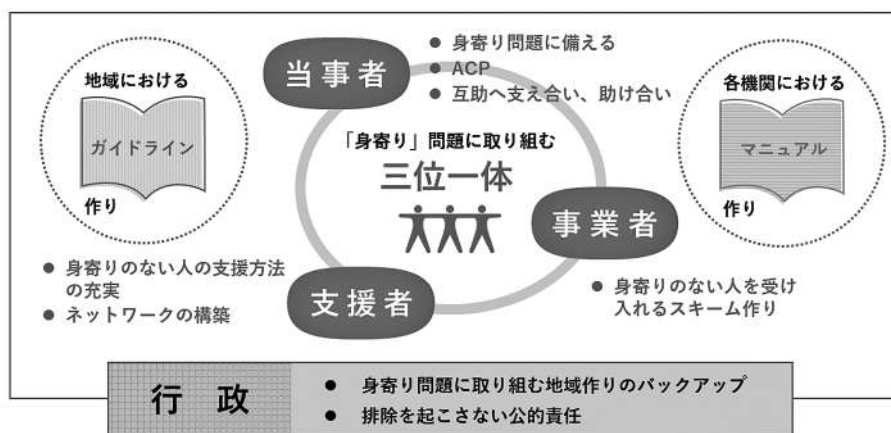 地域における
ガイドライン
作り
当事者
● 身寄り問題に備える
● ACP
● 互助へ支え合い、助け合い
各機関における
マニュアル
作り
「身寄り」問題に取り組む
三位一体
事業者
支援者
● 身寄りのない人の支援方法
の充実
● ネットワークの構築
● 身寄りのない人を受け
入れるスキーム作り
行 政
● 身寄り問題に取り組む地域作りのバックアップ
● 排除を起こさない公的責任